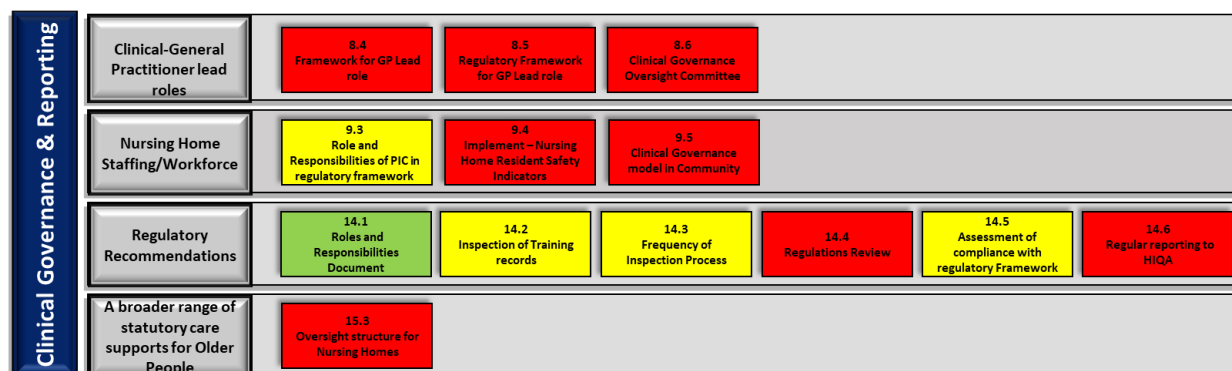 Clinical Governance & Reporting
Clinical-General
Practitioner lead
roles
8.4
Framework for GP Lead
role
8.5
Regulatory Framework
for GP Lead role
8.6
Clinical Governance
Oversight Committee
Nursing Home
Staffing/Workforce
9.3
Role and
Responsibilities of PIC in
regulatory framework
9.4
Implement – Nursing
Home Resident Safety
Indicators
9.5
Clinical Governance
model in Community
Regulatory
Recommendations
14.1
Roles and
Responsibilities
Document
14.2
Inspection of Training
records
14.3
Frequency of
Inspection Process
14.4
Regulations Review
14.5
Assessment of
compliance with
regulatory Framework
14.6
Regular reporting to
HIQA
A broader range of
statutory care
supports for Older
People
15.3
Oversight structure for
Nursing Homes